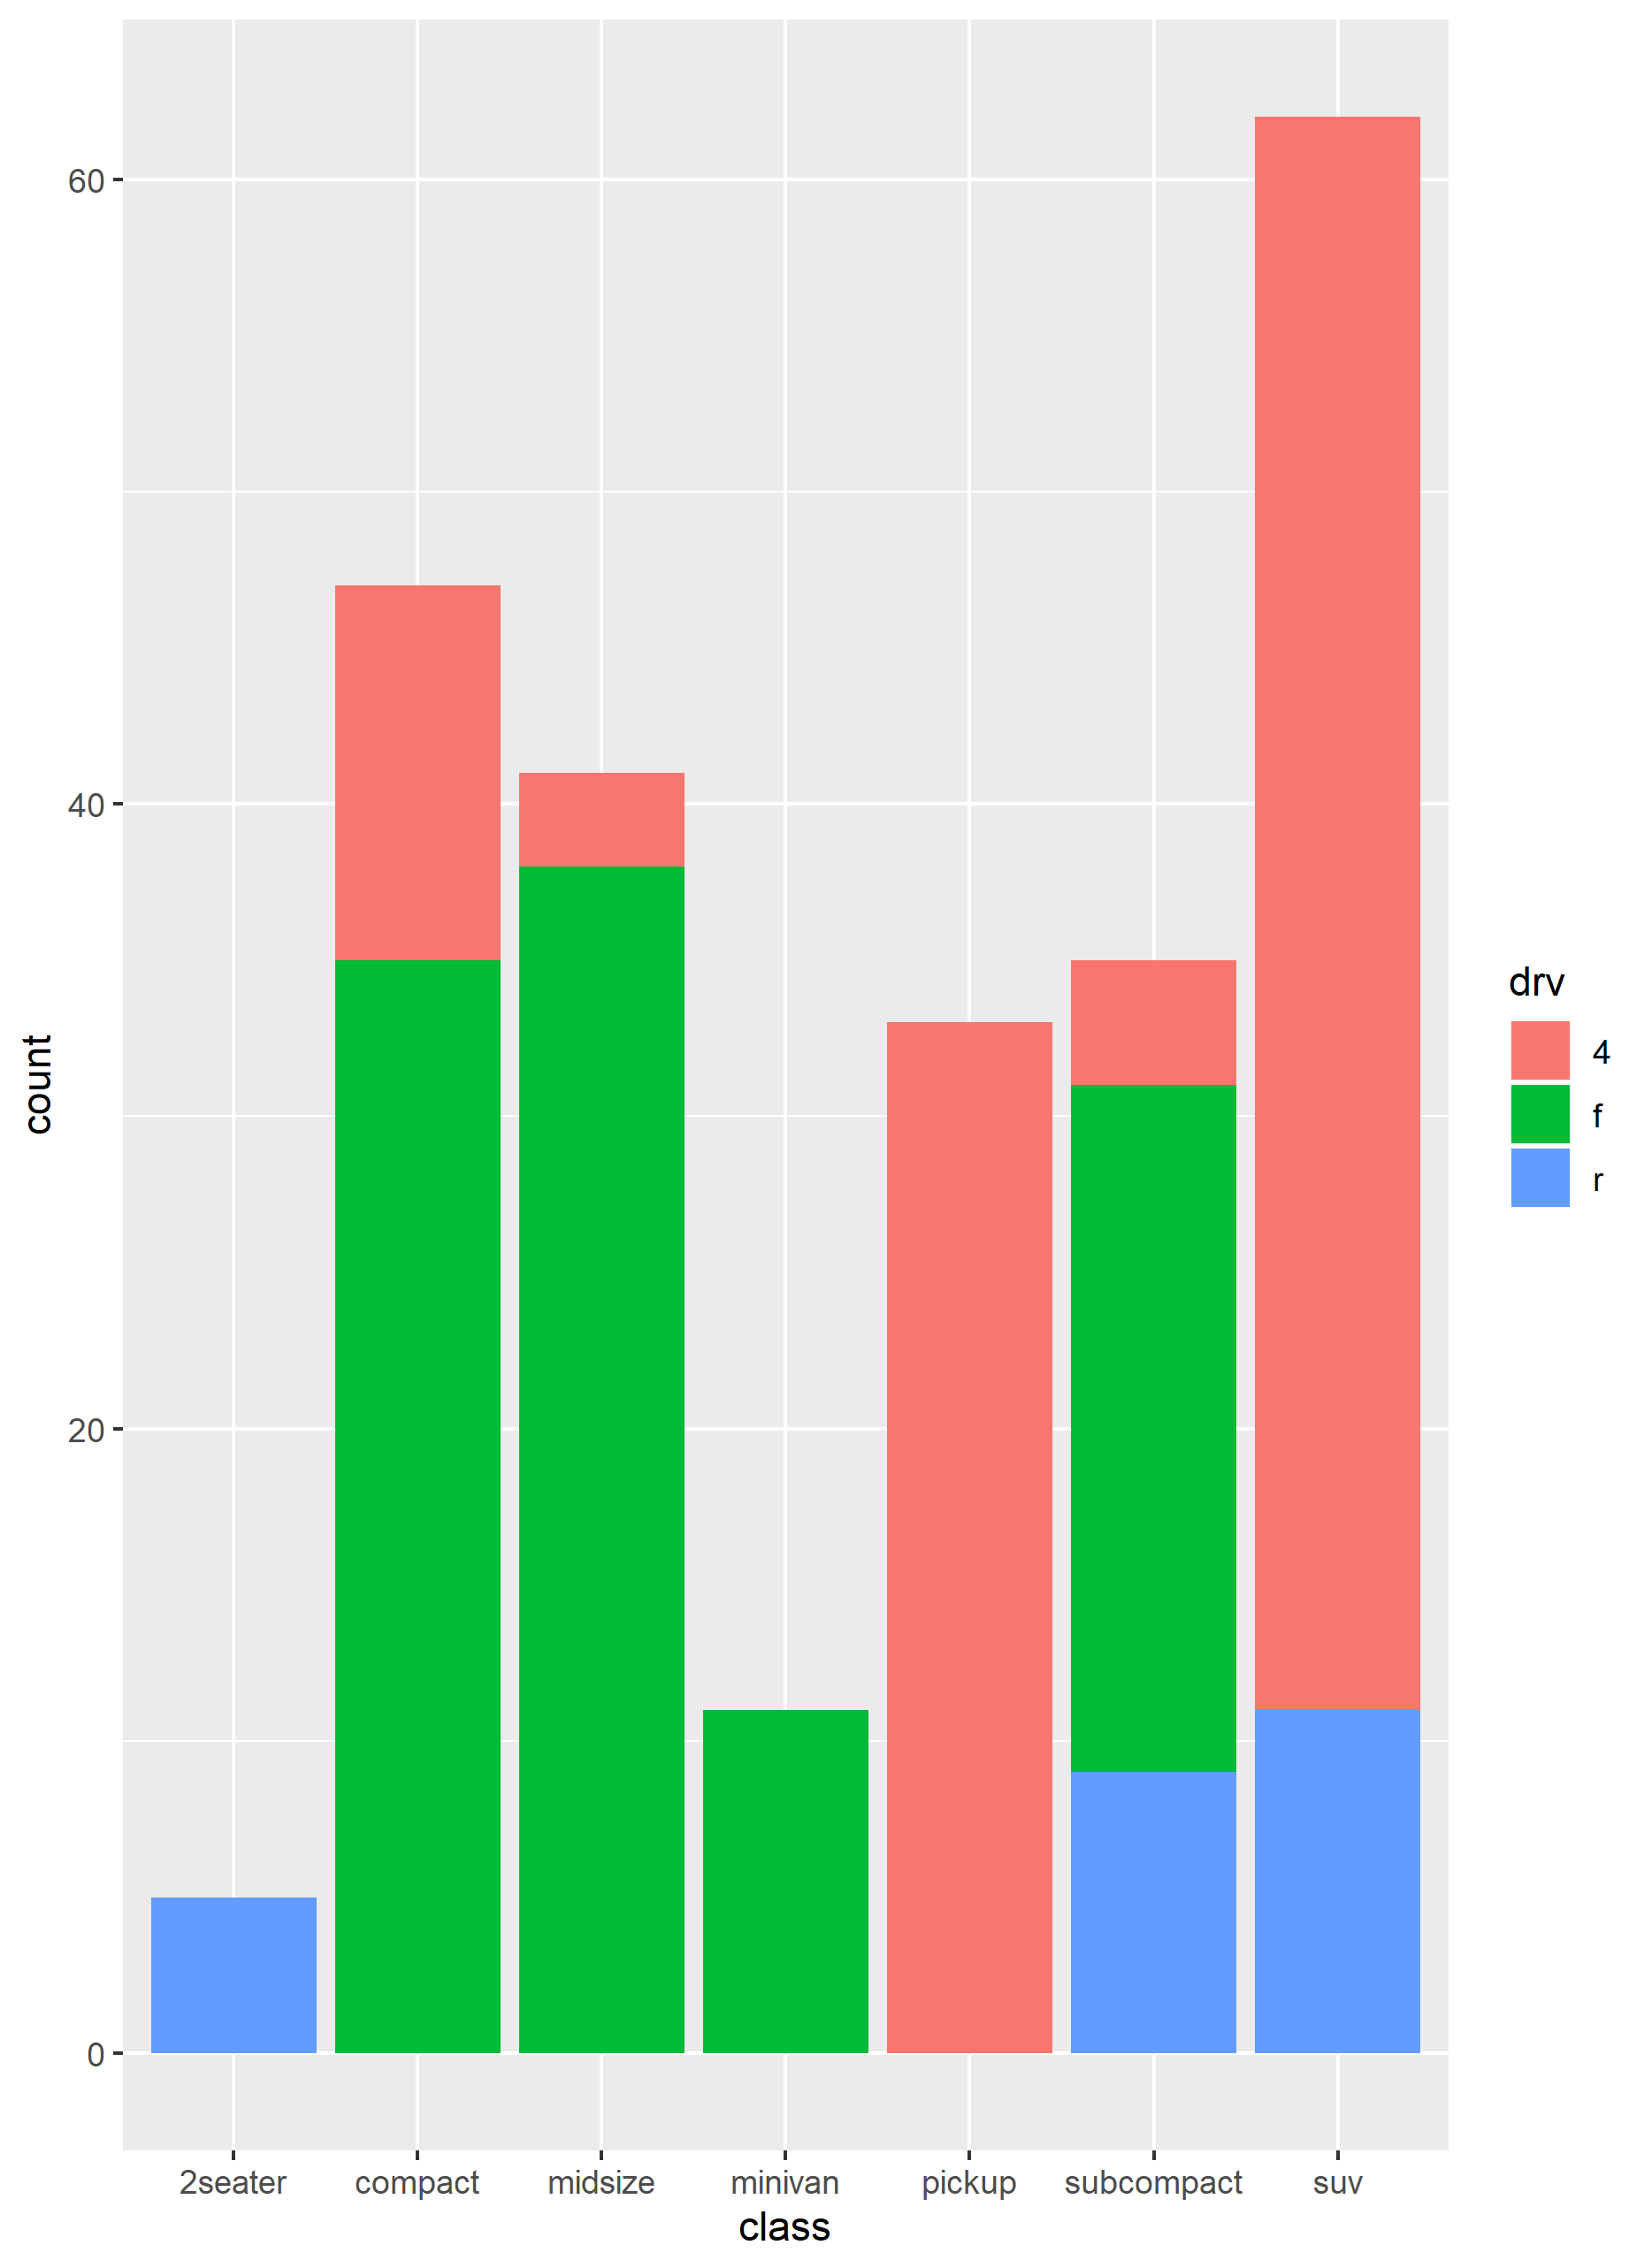 60
40
20
0
count
2seater compact midsize minivan pickup subcompact suv
class
drv
4
f
r